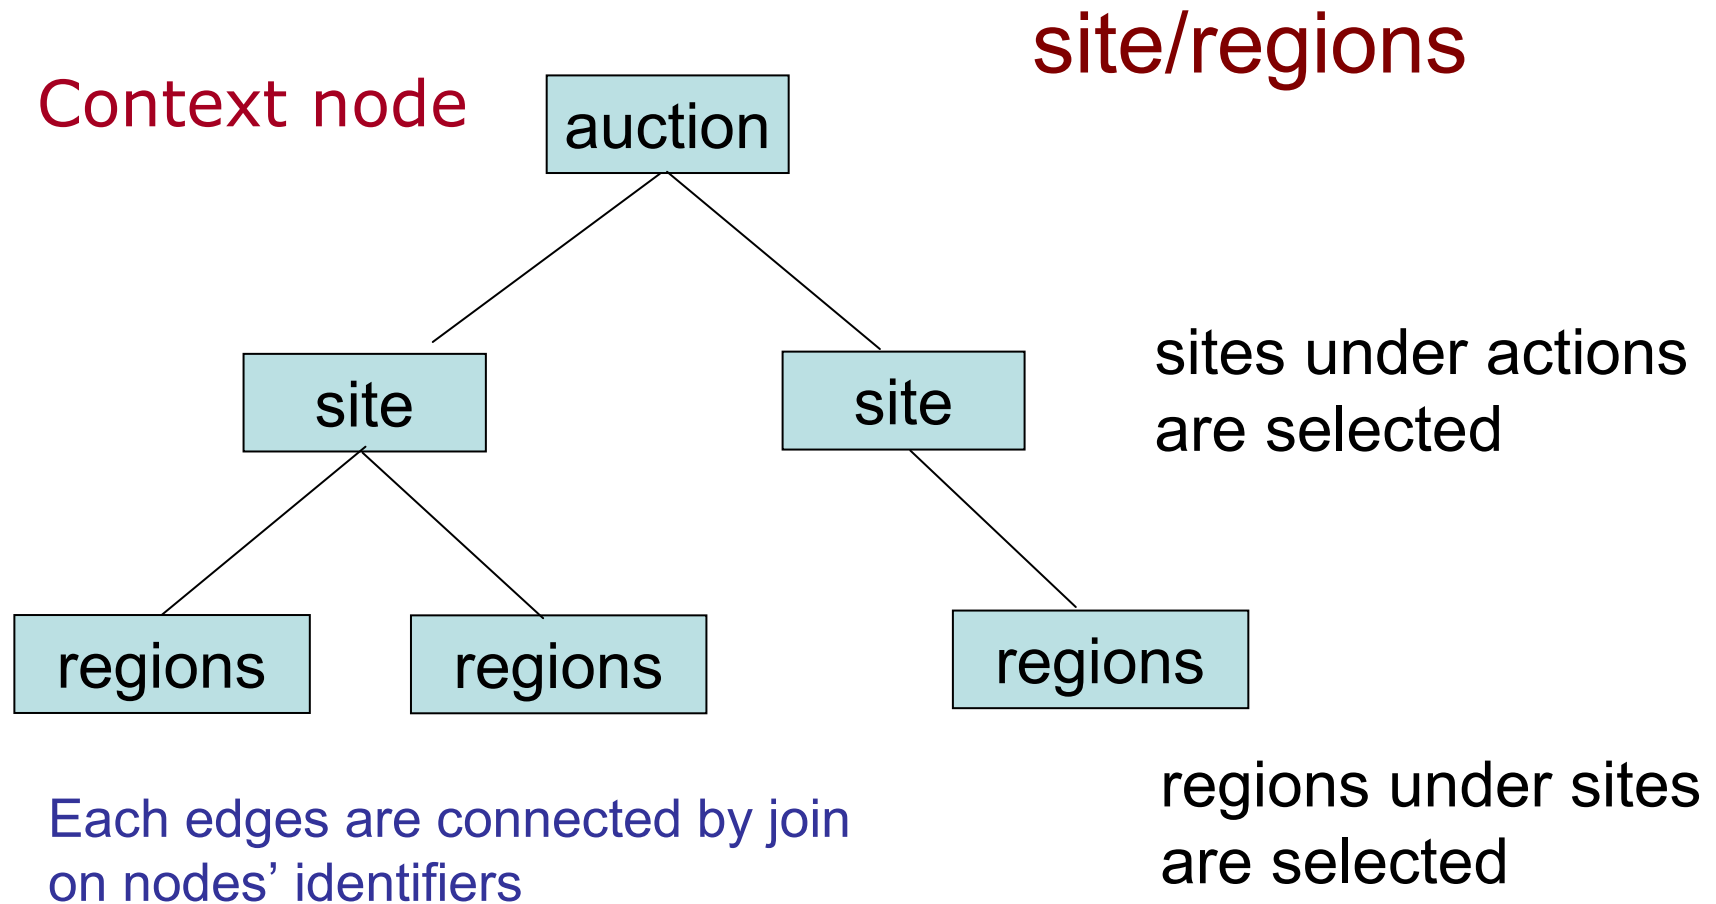 site/regions
Context node
auction
site
site
sites under actions
are selected
regions
regions
regions
regions under sites
are selected
Each edges are connected by join
on nodes’ identifiers